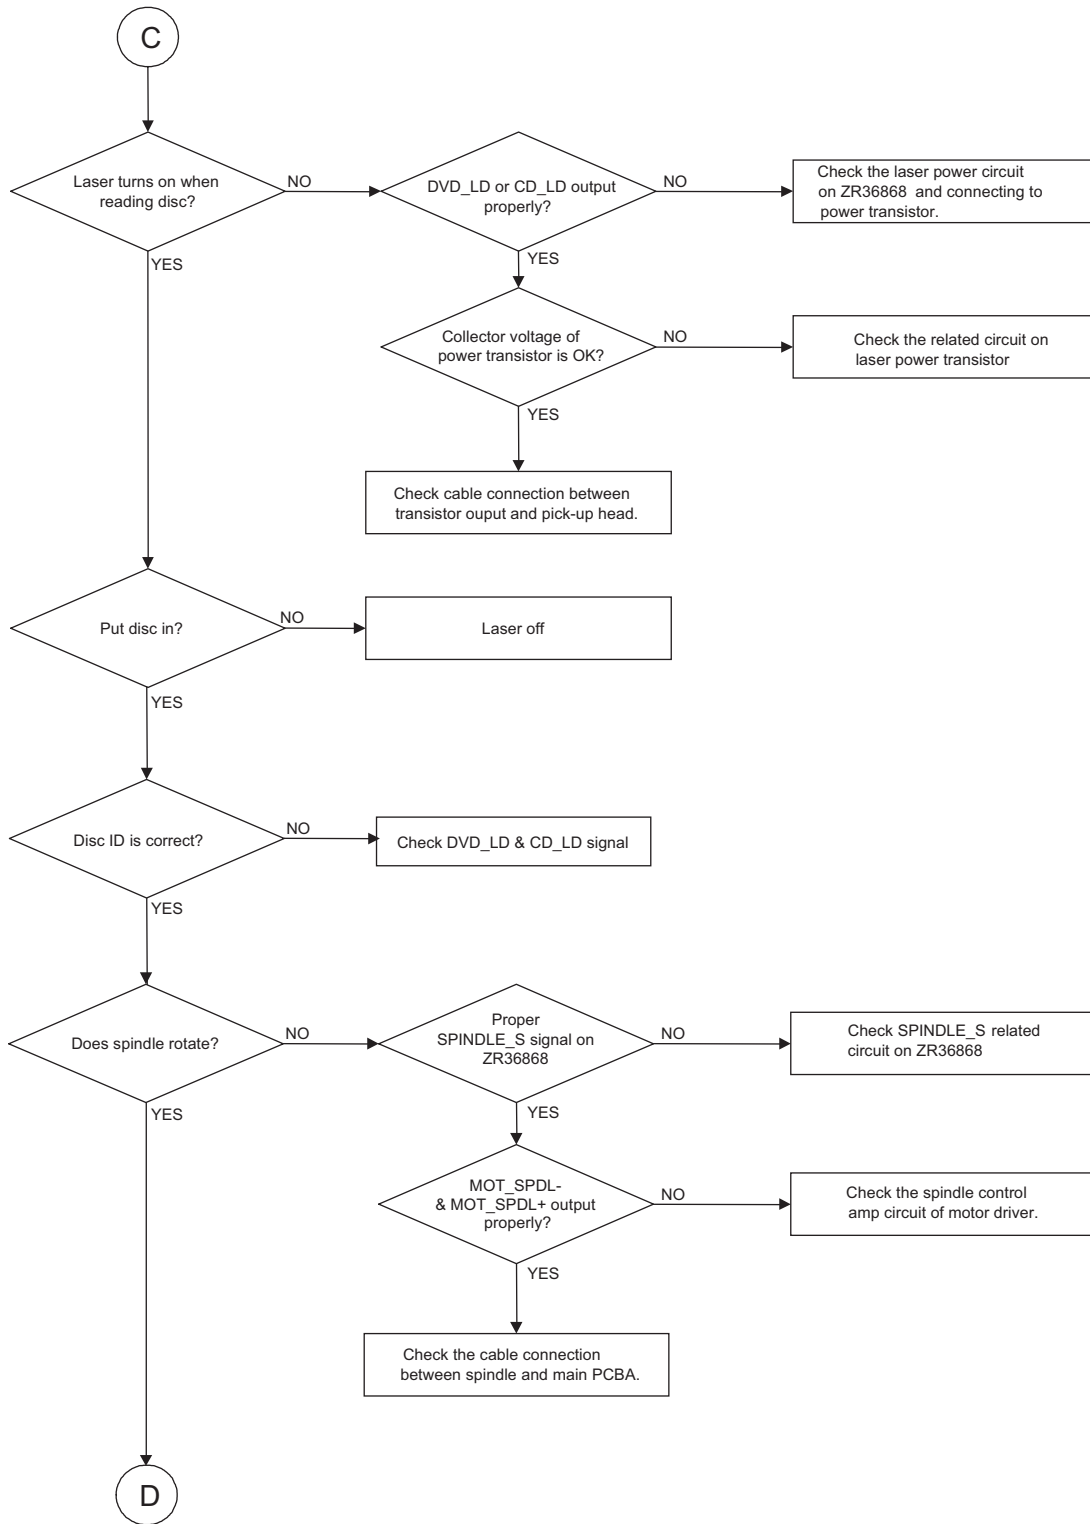 C
Laser turns on when
reading disc?
NO
DVD_LD or CD_LD output
properly?
NO
Check the laser power circuit
on ZR36868 and connecting to
power transistor.
YES
YES
Collector voltage of
power transistor is OK?
NO
Check the related circuit on
laser power transistor
YES
Check cable connection between
transistor ouput and pick-up head.
Put disc in?
NO
Laser off
YES
Disc ID is correct?
NO
Check DVD_LD & CD_LD signal
YES
Does spindle rotate?
NO
Proper
SPINDLE_S signal on
ZR36868
NO
Check SPINDLE_S related
circuit on ZR36868
YES
YES
MOT_SPDL-
& MOT_SPDL+ output
properly?
NO
Check the spindle control
amp circuit of motor driver.
YES
Check the cable connection
between spindle and main PCBA.
D